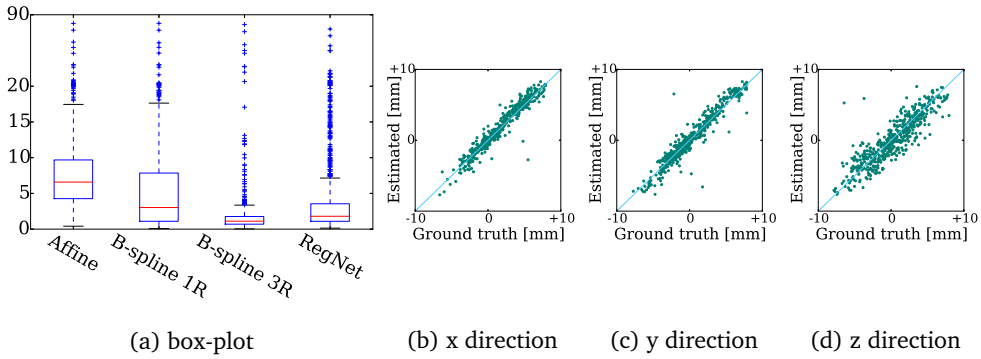 90
20
15
10
5
0
Affine
B-spline 1R
B-spline 3R
RegNet
(a) box-plot
+10
0
Estimated [mm]
-10
0
+10
Ground truth [mm]
(b) x direction
+10
0
Estimated [mm]
-10
0
+10
Ground truth [mm]
(c) y direction
+10
0
Estimated [mm]
-10
0
+10
Ground truth [mm]
(d) z direction